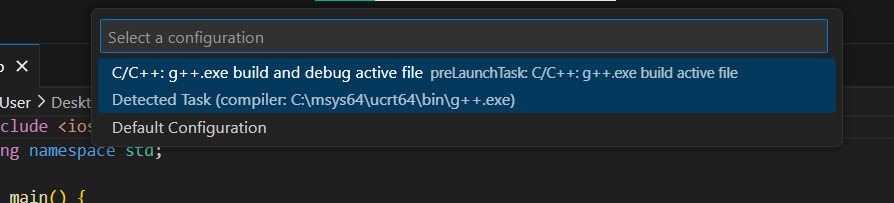 Select a configuration
C/C++: g++.exe build and debug active file preLaunchTask: C/C++: g++.exe build active file
Detected Task (compiler: C:\msys64\ucrt64\bin\g++.exe)
Default Configuration
User > Deskt
clude <ios
ng namespace std;
main() {